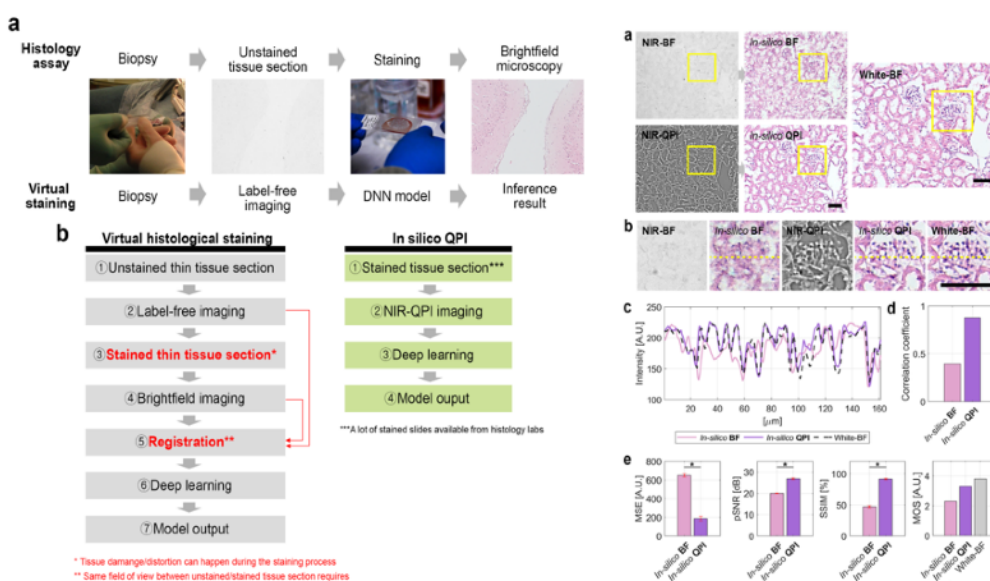 a
Histology
assay
Biopsy
Unstained
tissue section
Staining
Brightfield
microscopy
Virtual
staining
Biopsy
Label-free
imaging
DNN model
Inference
result
b
Virtual histological staining
①Unstained thin tissue section
②Label-free imaging
③Stained thin tissue section*
④Brightfield imaging
⑤Registration**
⑥Deep learning
⑦Model output
* Tissue damange/distortion can happen during the staining process
** Same field of view between unstained/stained tissue section requires
In silico QPI
①Stained tissue section***
②NIR-QPI imaging
③Deep learning
④Model ouput
***A lot of stained slides available from histology labs
a
NIR-BF
In-silico BF
White-BF
NIR-QPI
In-silico QPI
b
NIR-BF
In-silico BF
NIR-QPI
In-silico QPI
White-BF
c
Intensity [A.U.]
250
200
150
100
20
40
60
80
100
120
140
160
[μm]
In-silico BF
In-silico QPI
White-BF
d
Correlation coefficient
1
0.5
0
In-silico BF
In-silico QPI
e
MSE [A.U.]
800
600
400
200
0
*
In-silico BF
In-silico QPI
pSNR [dB]
30
20
10
0
*
In-silico BF
In-silico QPI
SSIM [%]
100
50
0
*
In-silico BF
In-silico QPI
MOS [A.U.]
5
4
3
2
1
0
In-silico BF
In-silico QPI
White-BF